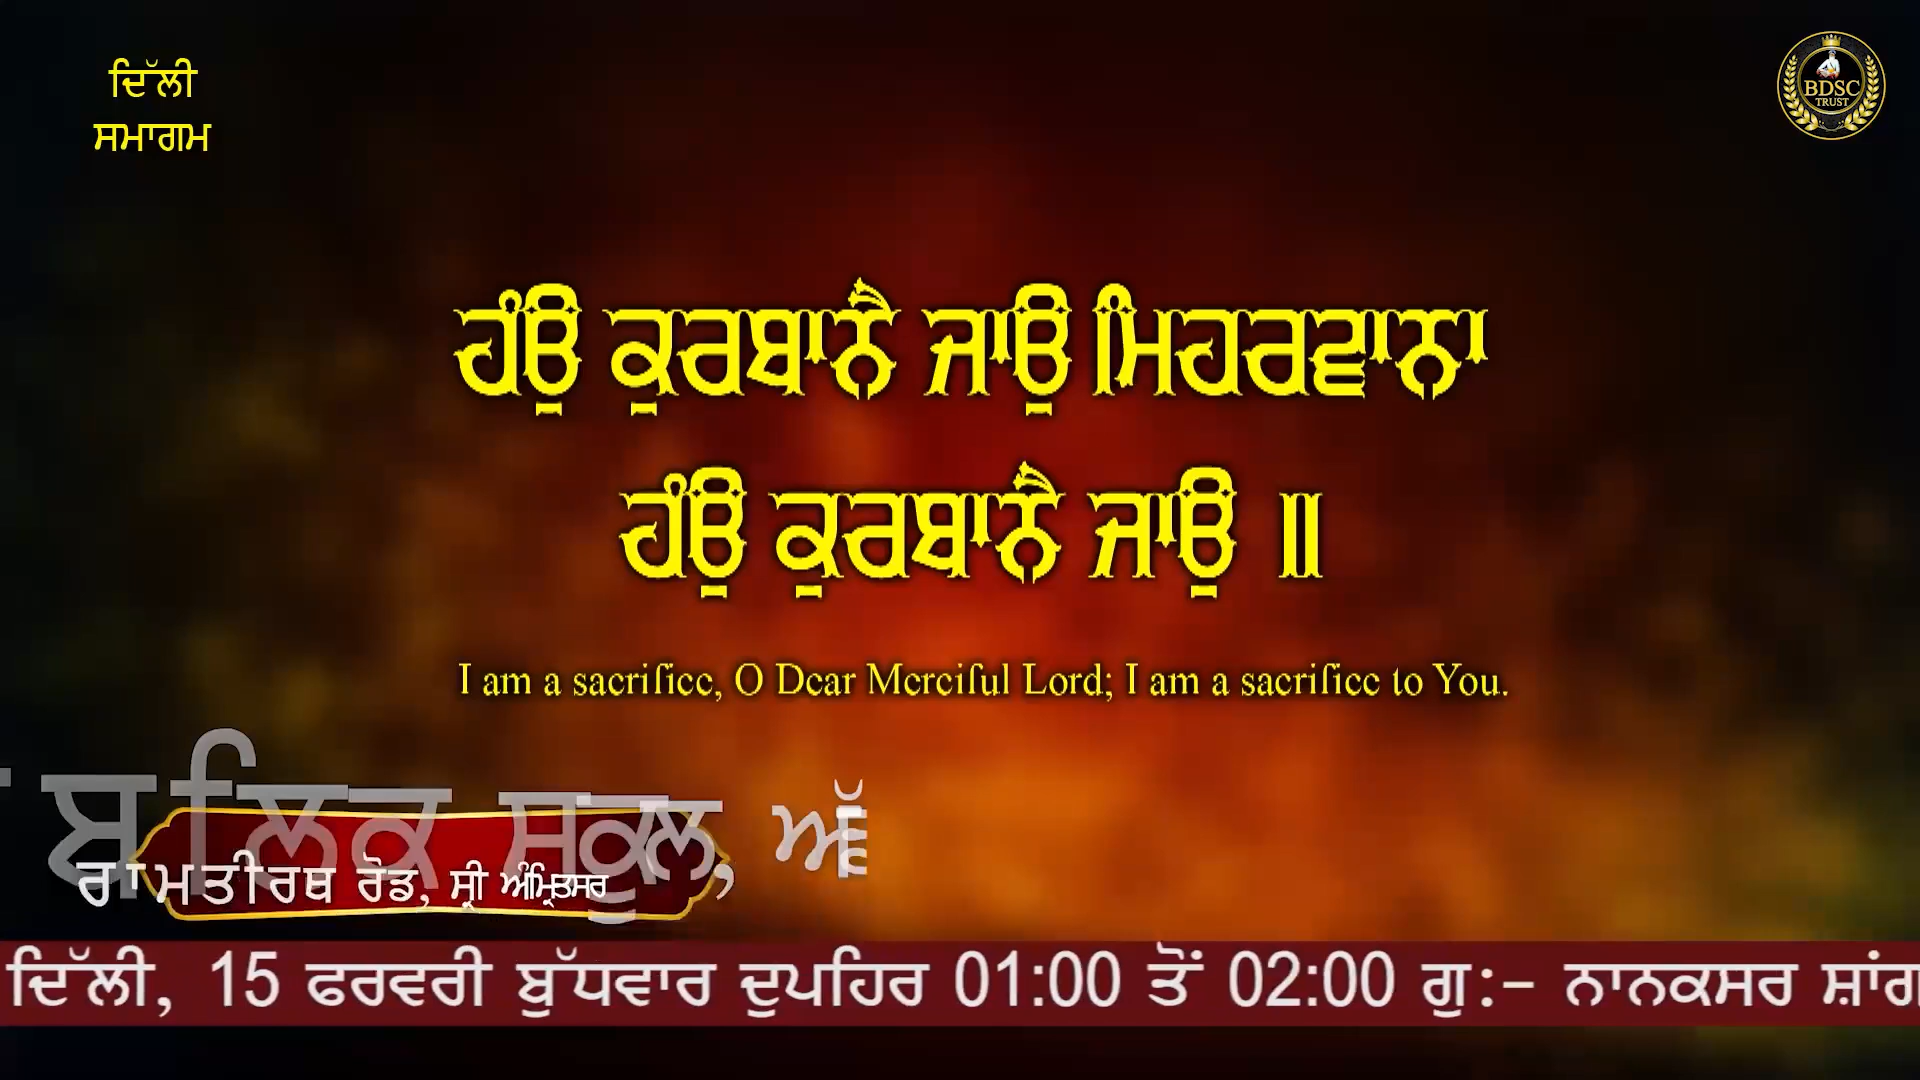 ਦਿੱਲੀ
ਸਮਾਗਮ
BDSC
TRUST
ਹੰਉ ਕੁਰਬਾਨੈ ਜਾਉ ਮਿਹਰਵਾਨਾ
ਹੰਉ ਕੁਰਬਾਨੈ ਜਾਉ ॥
I am a sacrifice, O Dear Merciful Lord; I am a sacrifice to You.
ਸਕੂਲ,
ਰਾਮਤੀਰਥ ਰੋਡ, ਸ੍ਰੀ ਅੰਮ੍ਰਿਤਸਰ
ਦਿੱਲੀ, 15 ਫਰਵਰੀ ਬੁੱਧਵਾਰ ਦੁਪਹਿਰ 01:00 ਤੋਂ 02:00 ਗੁ:- ਨਾਨਕਸਰ